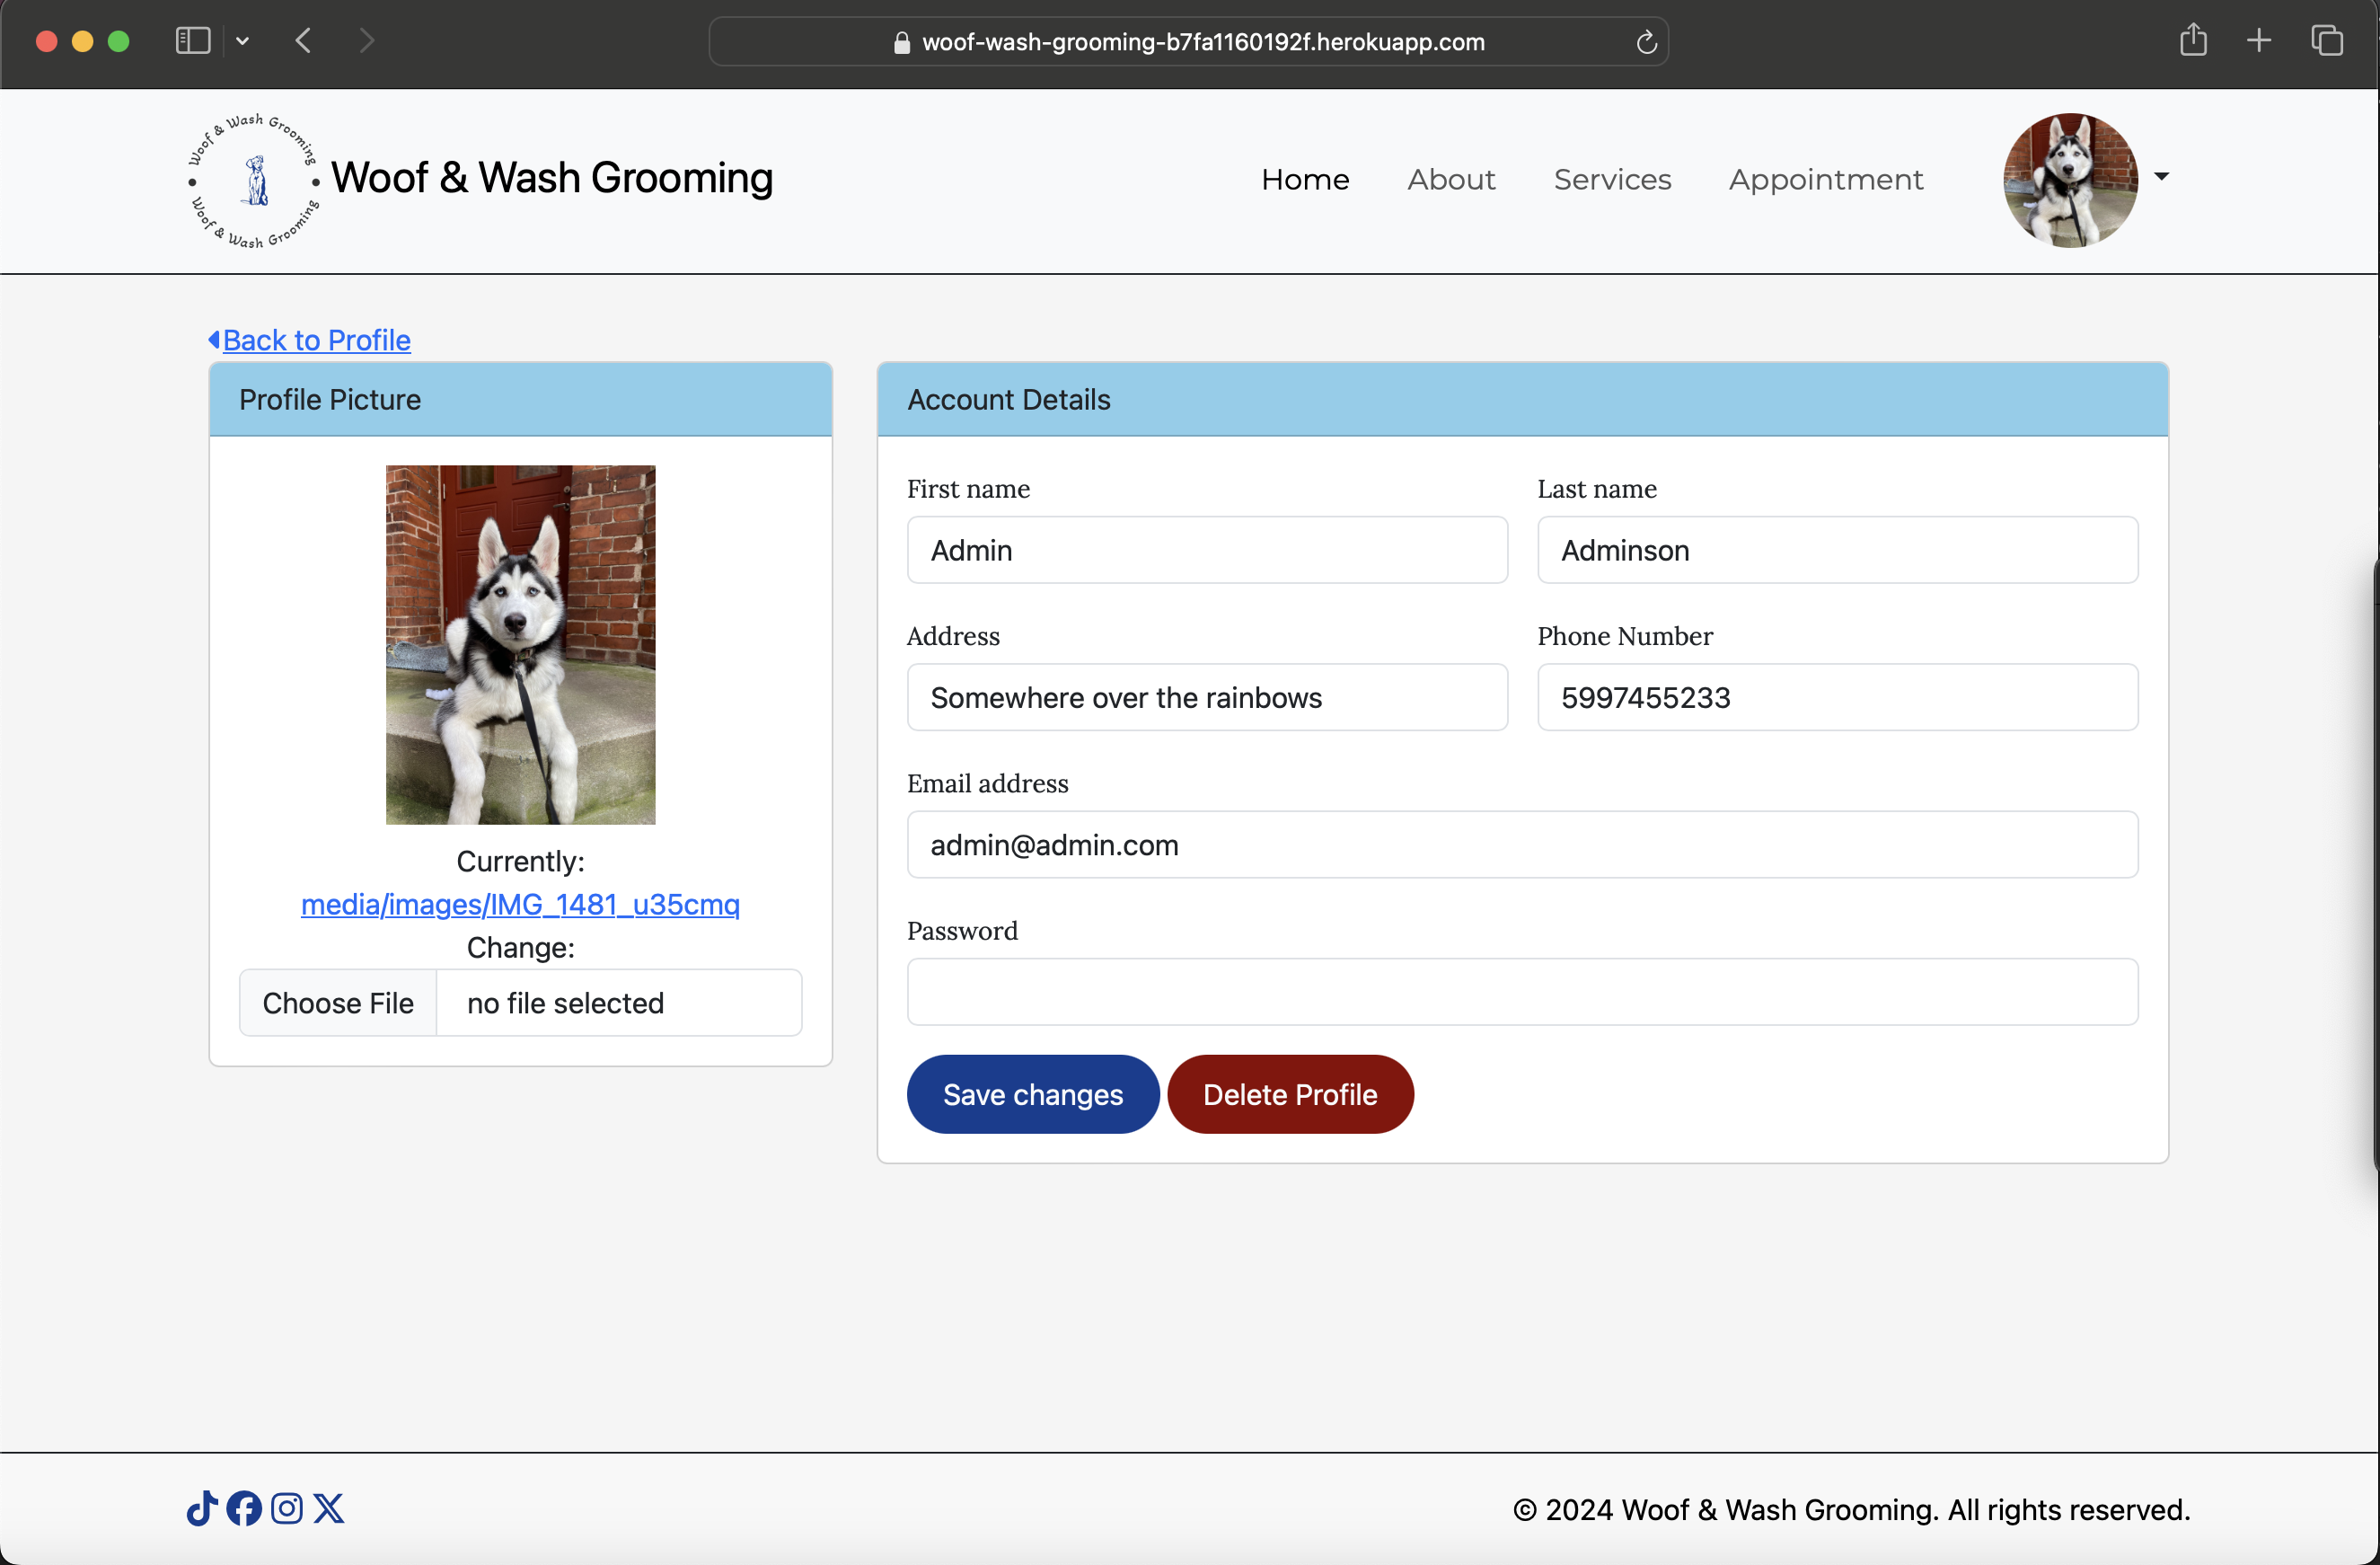 woof-wash-grooming-b7fa1160192f.herokuapp.com
Woof & Wash Grooming
Woof & Wash Grooming
Woof & Wash Grooming
Home About Services Appointment
Back to Profile
Profile Picture
Currently:
media/images/IMG_1481_u35cmq
Change:
Choose File no file selected
Account Details
First name Last name
Admin Adminson
Address Phone Number
Somewhere over the rainbows 5997455233
Email address
admin@admin.com
Password
Save changes Delete Profile
© 2024 Woof & Wash Grooming. All rights reserved.